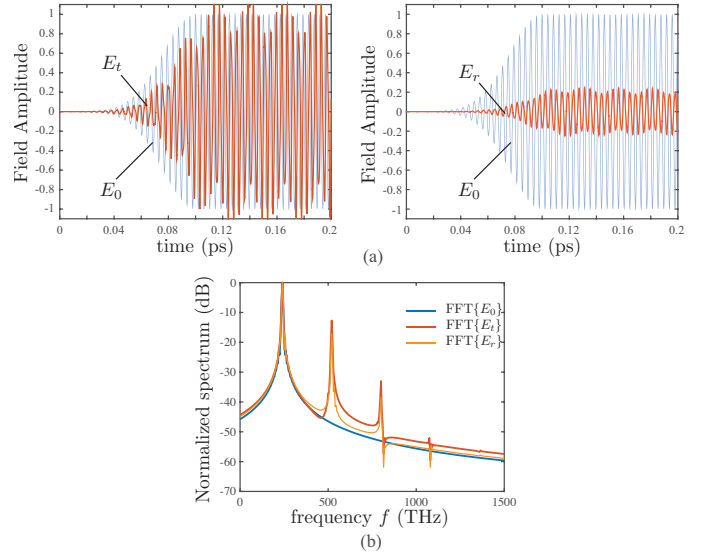 1
0.8
0.6
0.4
0.2
0
-0.2
-0.4
-0.6
-0.8
-1
Field Amplitude
E_t
E_0
0 0.04 0.08 0.12 0.16 0.2
time (ps)
1
0.8
0.6
0.4
0.2
0
-0.2
-0.4
-0.6
-0.8
-1
Field Amplitude
E_r
E_0
0 0.04 0.08 0.12 0.16 0.2
time (ps)
(a)
0
-10
-20
-30
-40
-50
-60
-70
Normalized spectrum (dB)
FFT{E_0}
FFT{E_t}
FFT{E_r}
0 500 1000 1500
frequency f (THz)
(b)